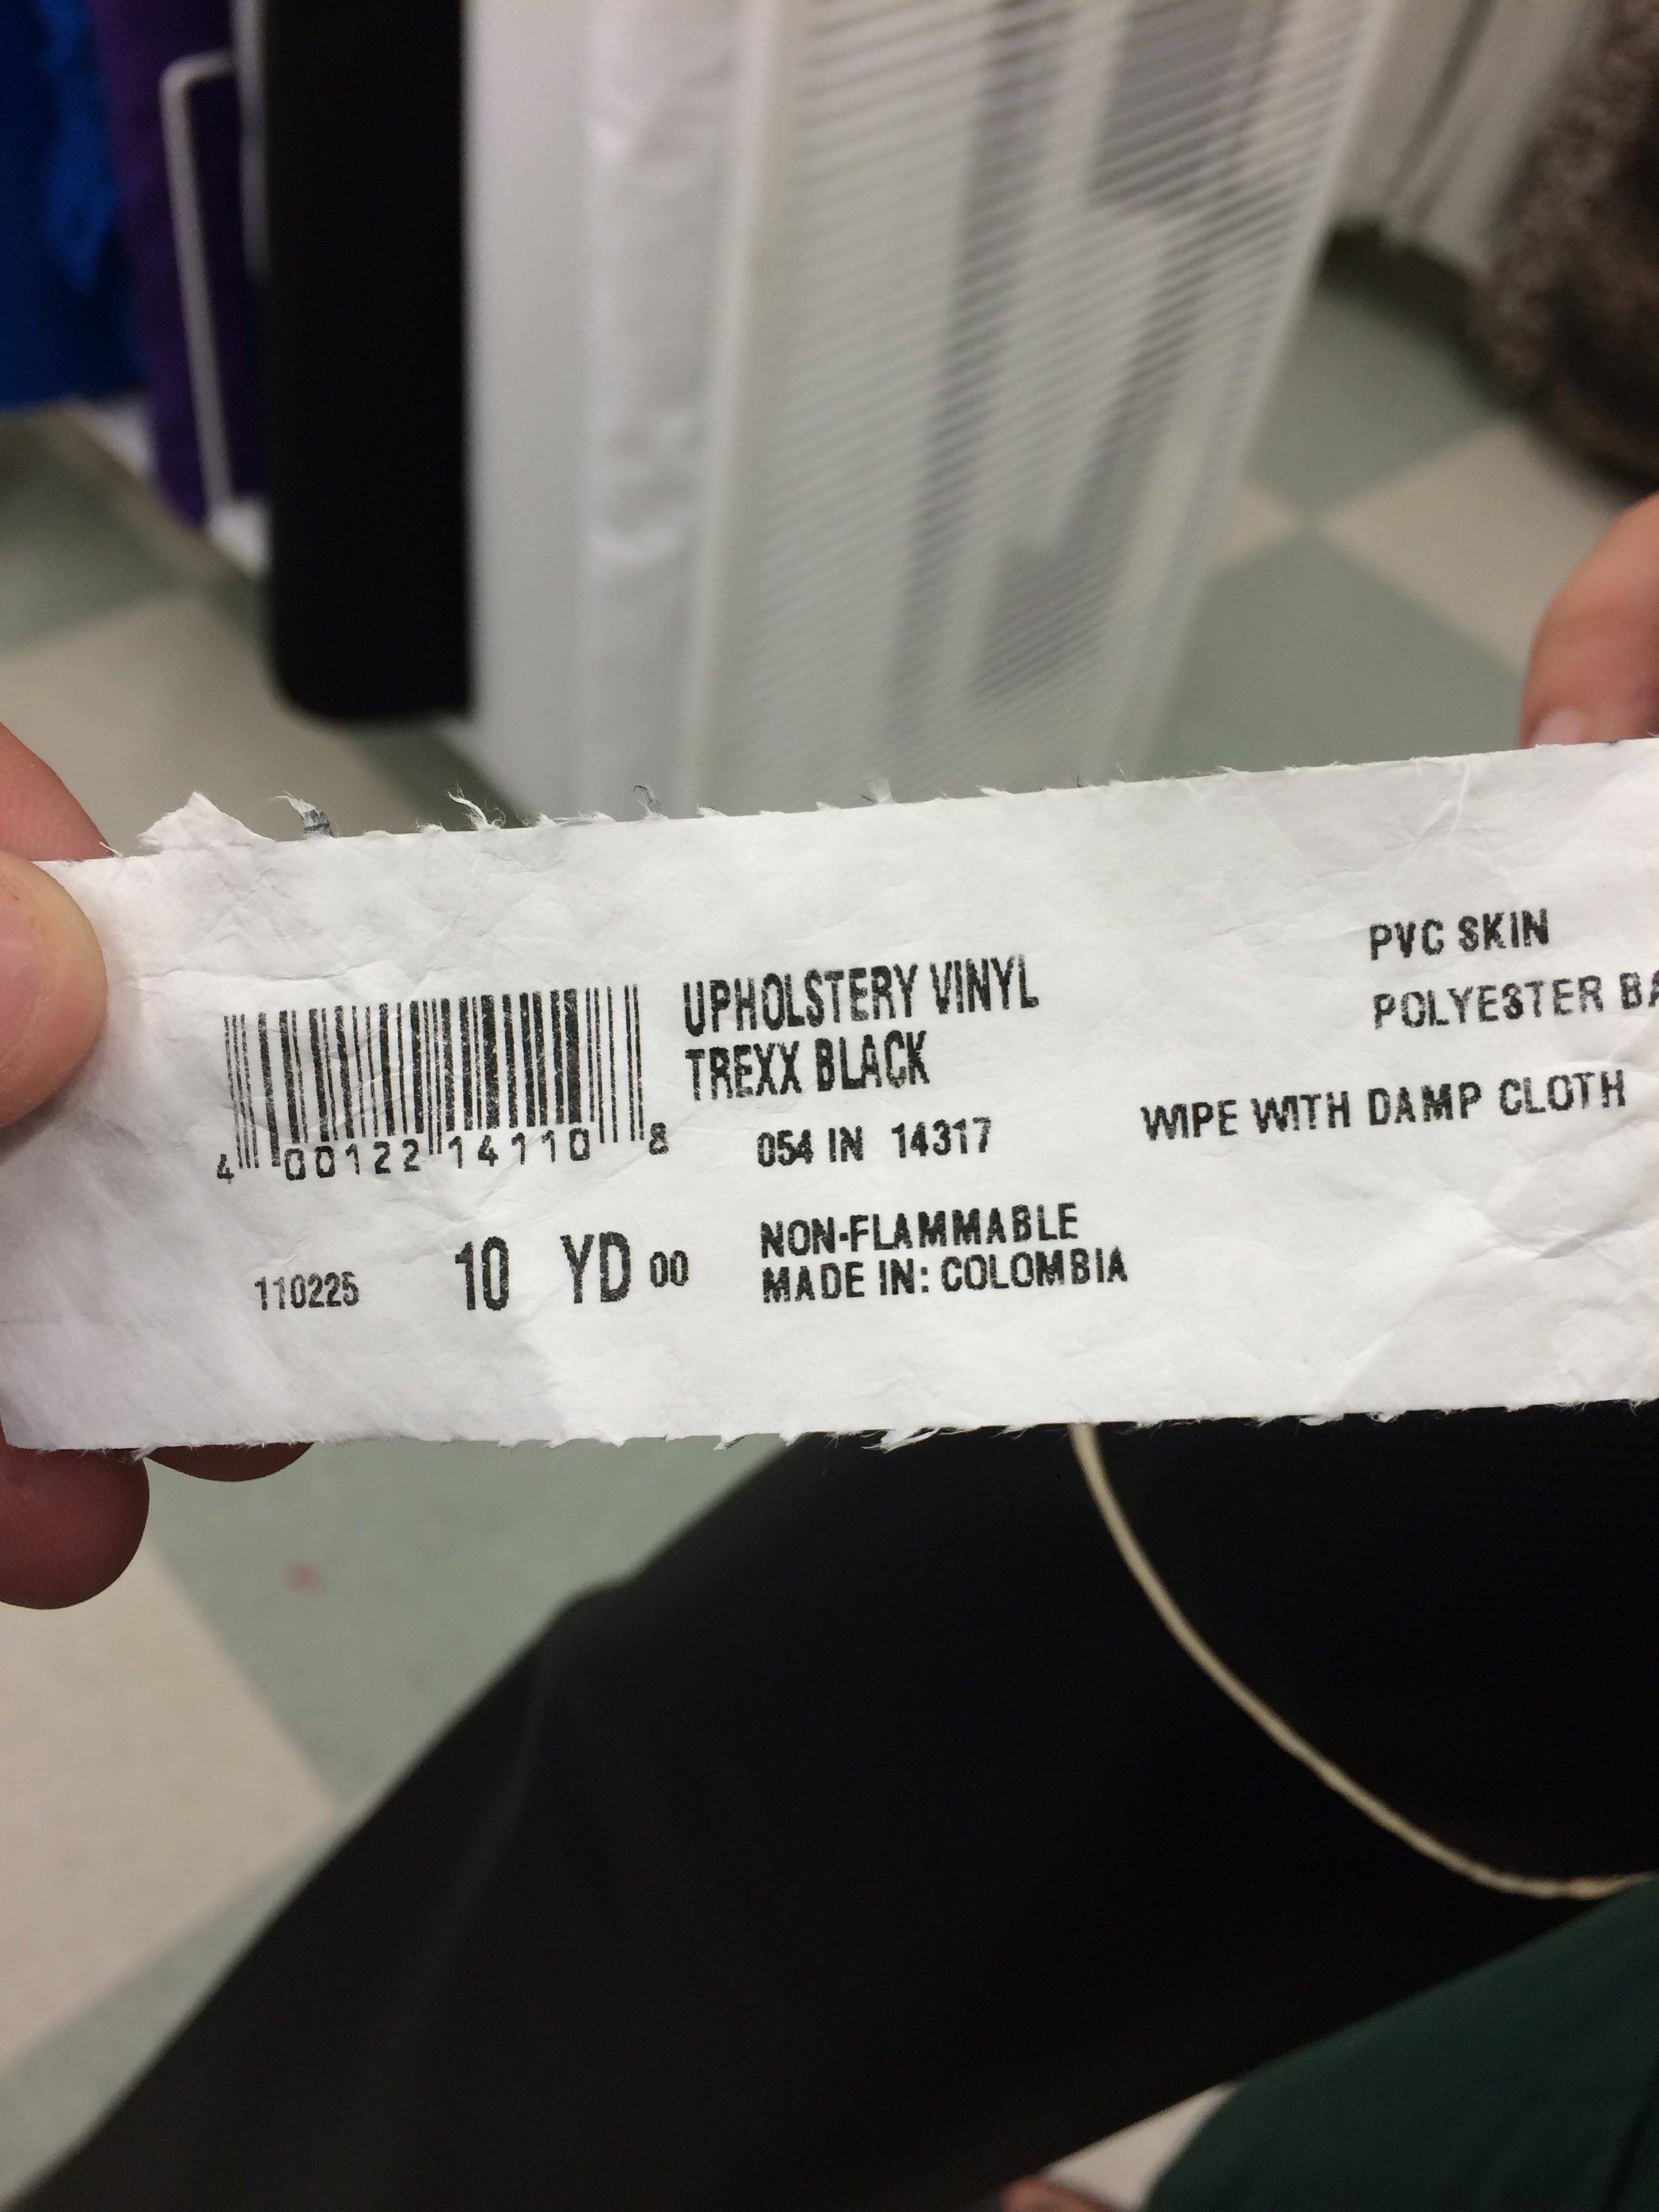 PVC SKIN
POLYESTER
UPHOLSTERY VINYL
TREXX BLACK
4 00122 14110 8
054 IN 14317
WIPE WITH DAMP CLOTH
110225 10 YD 00
NON-FLAMMABLE
MADE IN: COLOMBIA